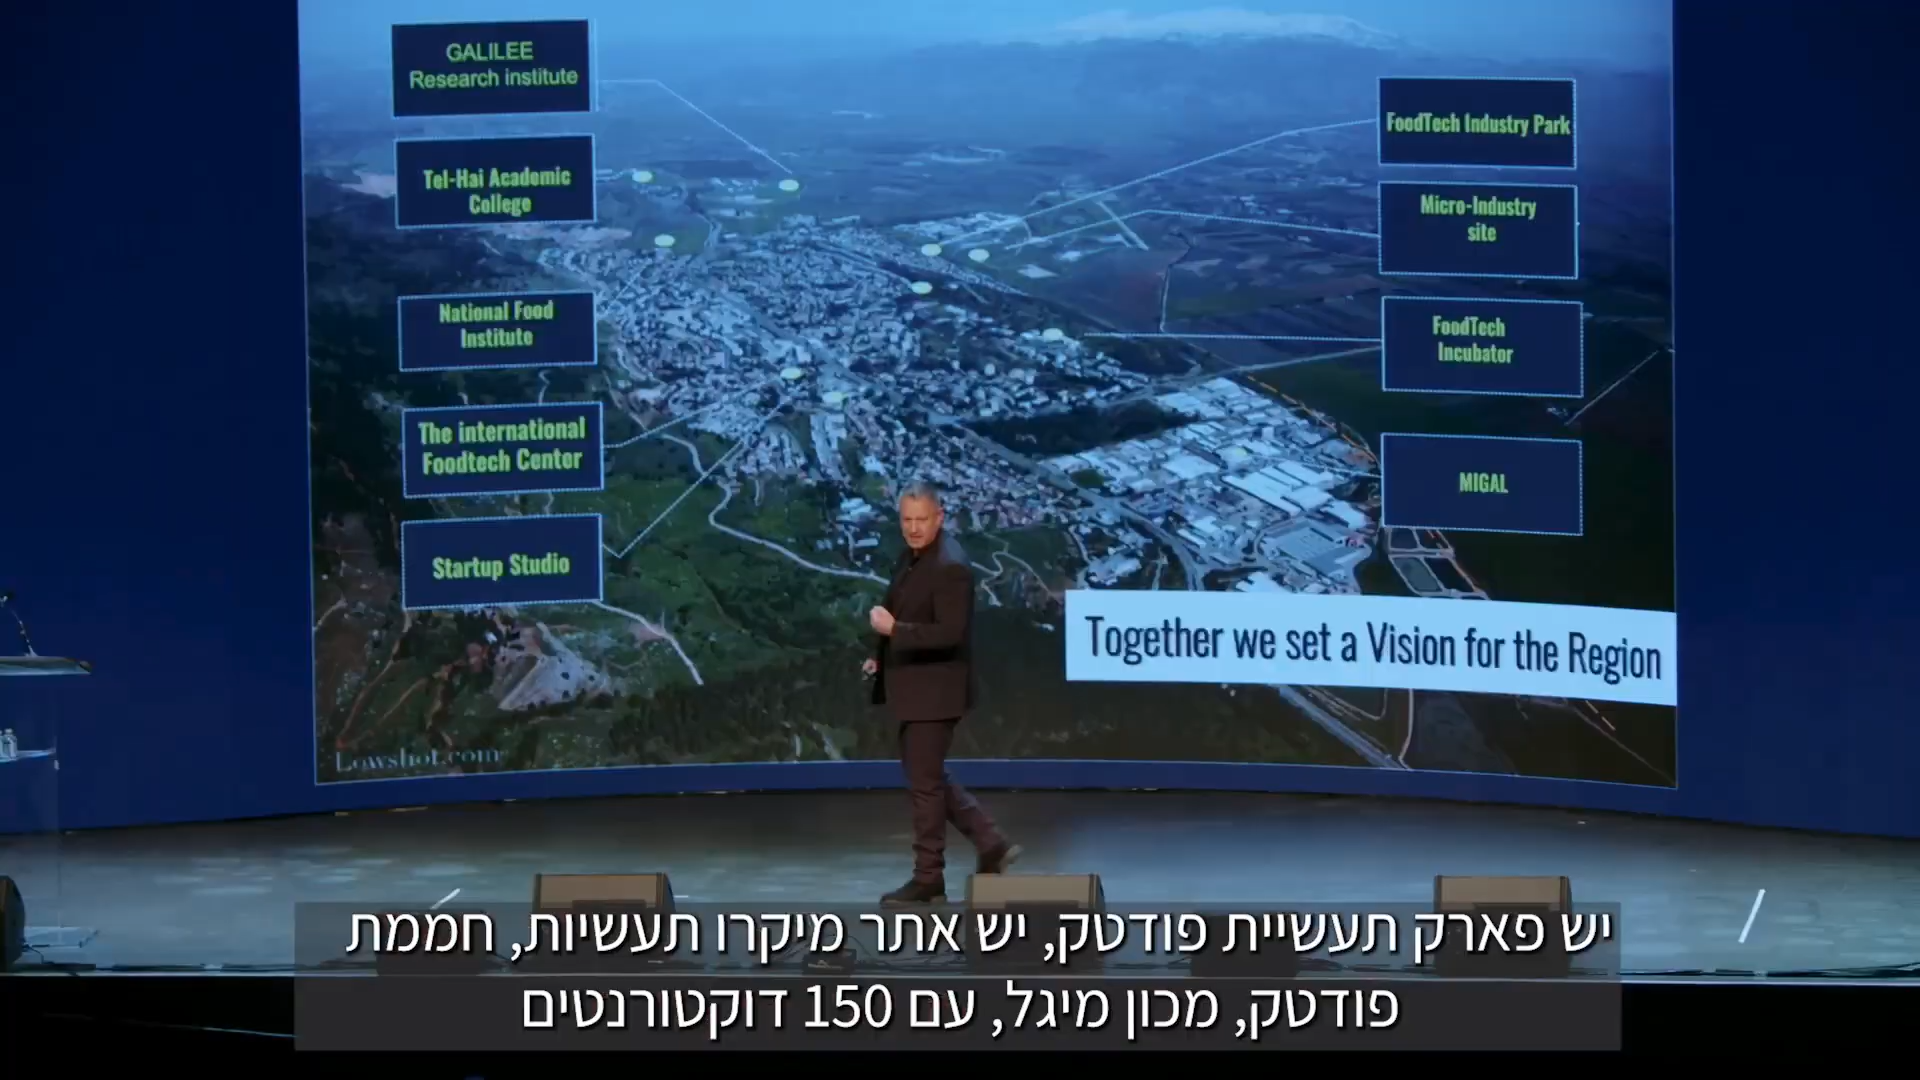 GALILEE
Research institute
Tel-Hai Academic
College
National Food
Institute
The international
Foodtech Center
Startup Studio
FoodTech Industry Park
Micro-Industry
site
FoodTech
Incubator
MIGAL
Together we set a Vision for the Region
Lowshot.com
יש פארק תעשיית פודטק, יש אתר מיקרו תעשיות, חממת
פודטק, מכון מיגל, עם 150 דוקטורנטים